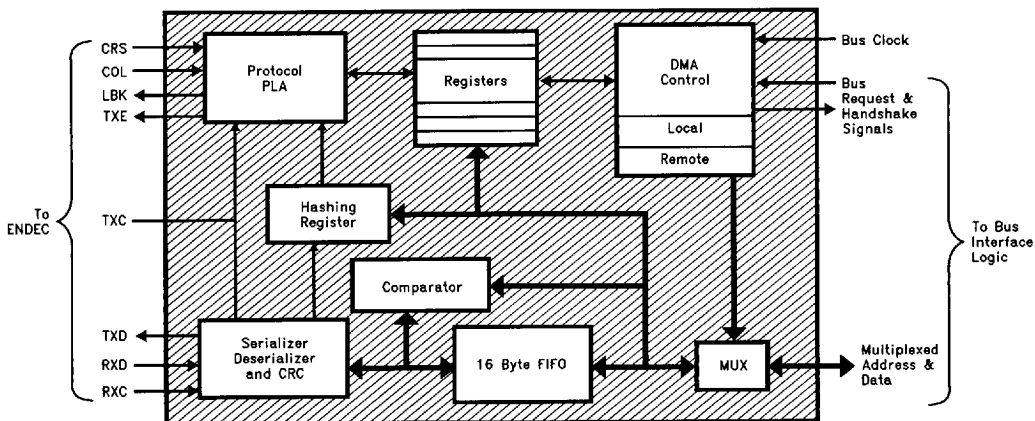 CRS
COL
LBK
TXE
To
ENDEC
TXC
TXD
RXD
RXC
Protocol
PLA
Registers
DMA
Control
Local
Remote
Hashing
Register
Comparator
Serializer
Deserializer
and CRC
16 Byte FIFO
MUX
Bus Clock
Bus
Request &
Handshake
Signals
To Bus
Interface
Logic
Multiplexed
Address &
Data